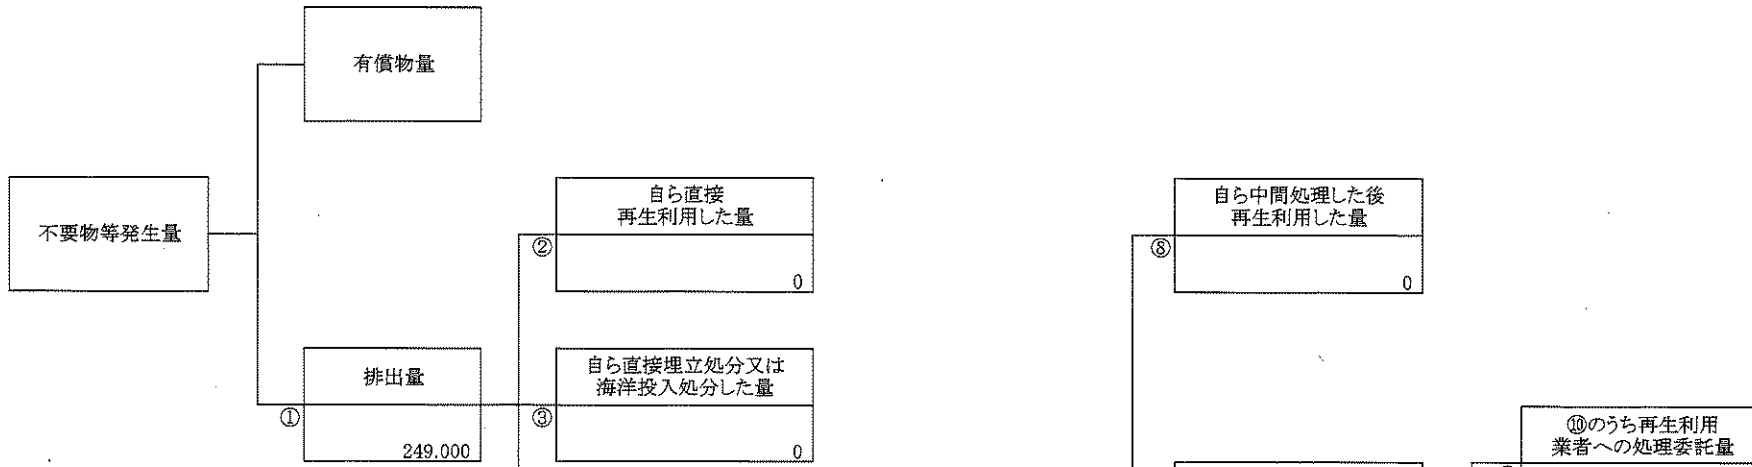 有償物量
不要物等発生量
自ら直接
再生利用した量
②
0
自ら中間処理した後
再生利用した量
⑧
0
排出量
①
249.000
自ら直接埋立処分又は
海洋投入処分した量
③
0
⑩のうち再生利用
業者への処理委託量